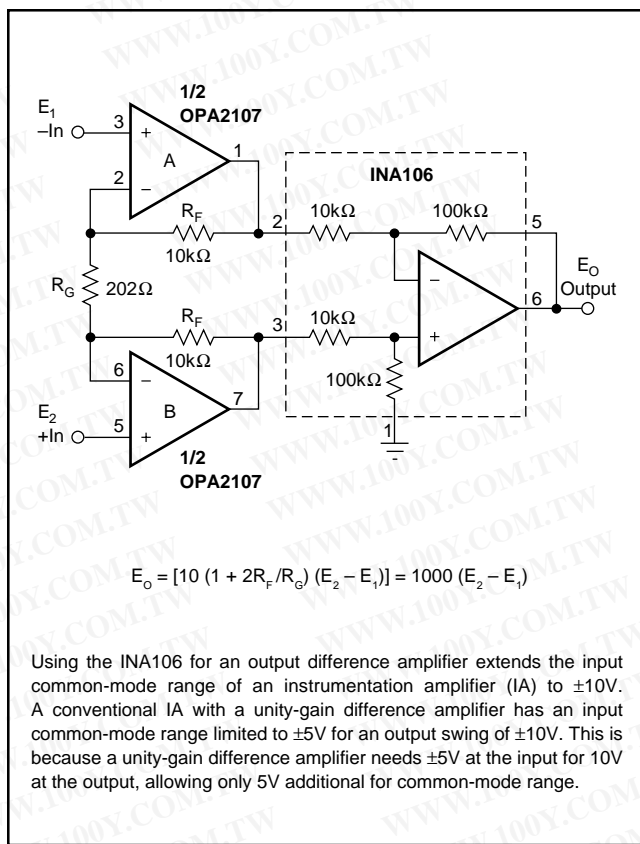 1/2
OPA2107
E1
–In
3
+
A
1
2
–
RF
10kΩ
RG
202Ω
RF
10kΩ
6
–
B
7
E2
+In
5
+
1/2
OPA2107
INA106
2
10kΩ
100kΩ
5
–
EO
Output
6
3
10kΩ
+
100kΩ
1
EO = [10 (1 + 2RF/RG) (E2 – E1)] = 1000 (E2 – E1)
Using the INA106 for an output difference amplifier extends the input
common-mode range of an instrumentation amplifier (IA) to ±10V.
A conventional IA with a unity-gain difference amplifier has an input
common-mode range limited to ±5V for an output swing of ±10V. This is
because a unity-gain difference amplifier needs ±5V at the input for 10V
at the output, allowing only 5V additional for common-mode range.
WWW.100Y.COM.TW